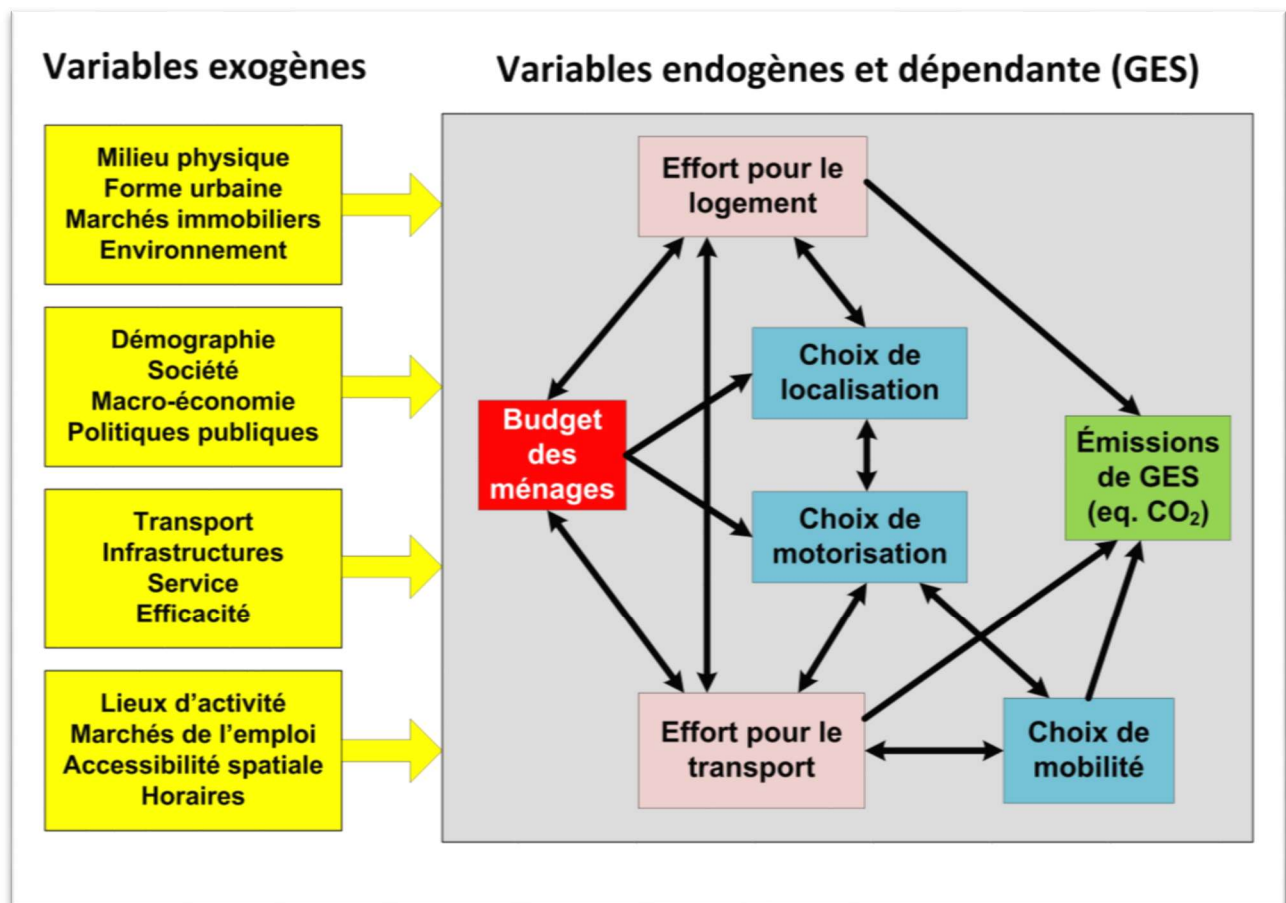 Variables exogènes
Variables endogènes et dépendante (GES)
Milieu physique
Forme urbaine
Marchés immobiliers
Environnement
Démographie
Société
Macro-économie
Politiques publiques
Transport
Infrastructures
Service
Efficacité
Lieux d'activité
Marchés de l'emploi
Accessibilité spatiale
Horaires
Effort pour le
logement
Choix de
localisation
Budget
des
ménages
Choix de
motorisation
Émissions
de GES
(eq. CO₂)
Effort pour le
transport
Choix de
mobilité